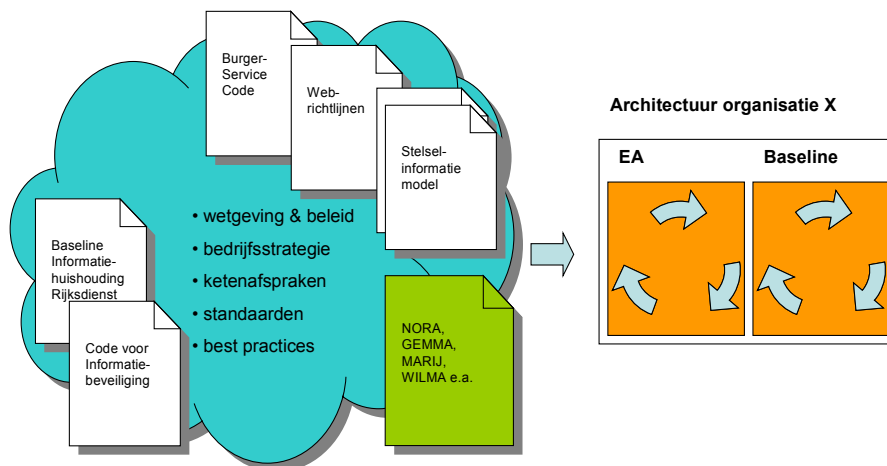 Burger-
Service
Code
Web-
richtlijnen
Stelsel-
informatie
model
Baseline
Informatie-
huishouding
Rijksdienst
Code voor
Informatie-
beveiliging
• wetgeving & beleid
• bedrijfsstrategie
• ketenafspraken
• standaarden
• best practices
NORA,
GEMMA,
MARIJ,
WILMA e.a.
Architectuur organisatie X
EA
Baseline